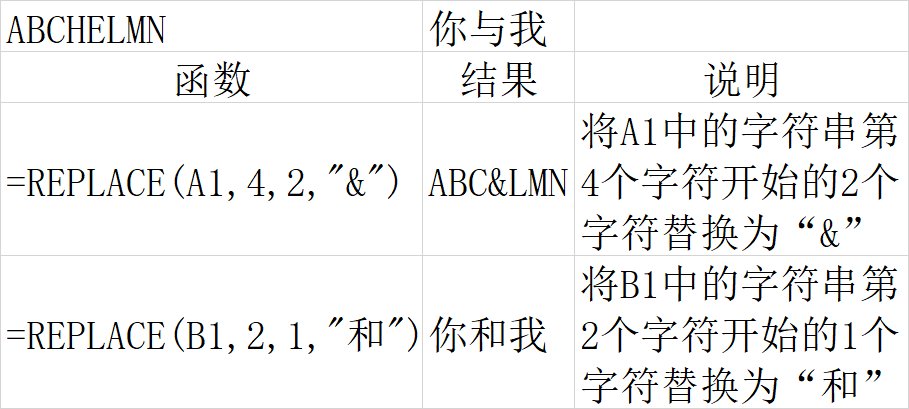 ABCHELMN 你与我
函数 结果 说明
=REPLACE(A1,4,2,"&") ABC&LMN 将A1中的字符串第
4个字符开始的2个
字符替换为“&”
=REPLACE(B1,2,1,"和") 你和我 将B1中的字符串第
2个字符开始的1个
字符替换为“和”